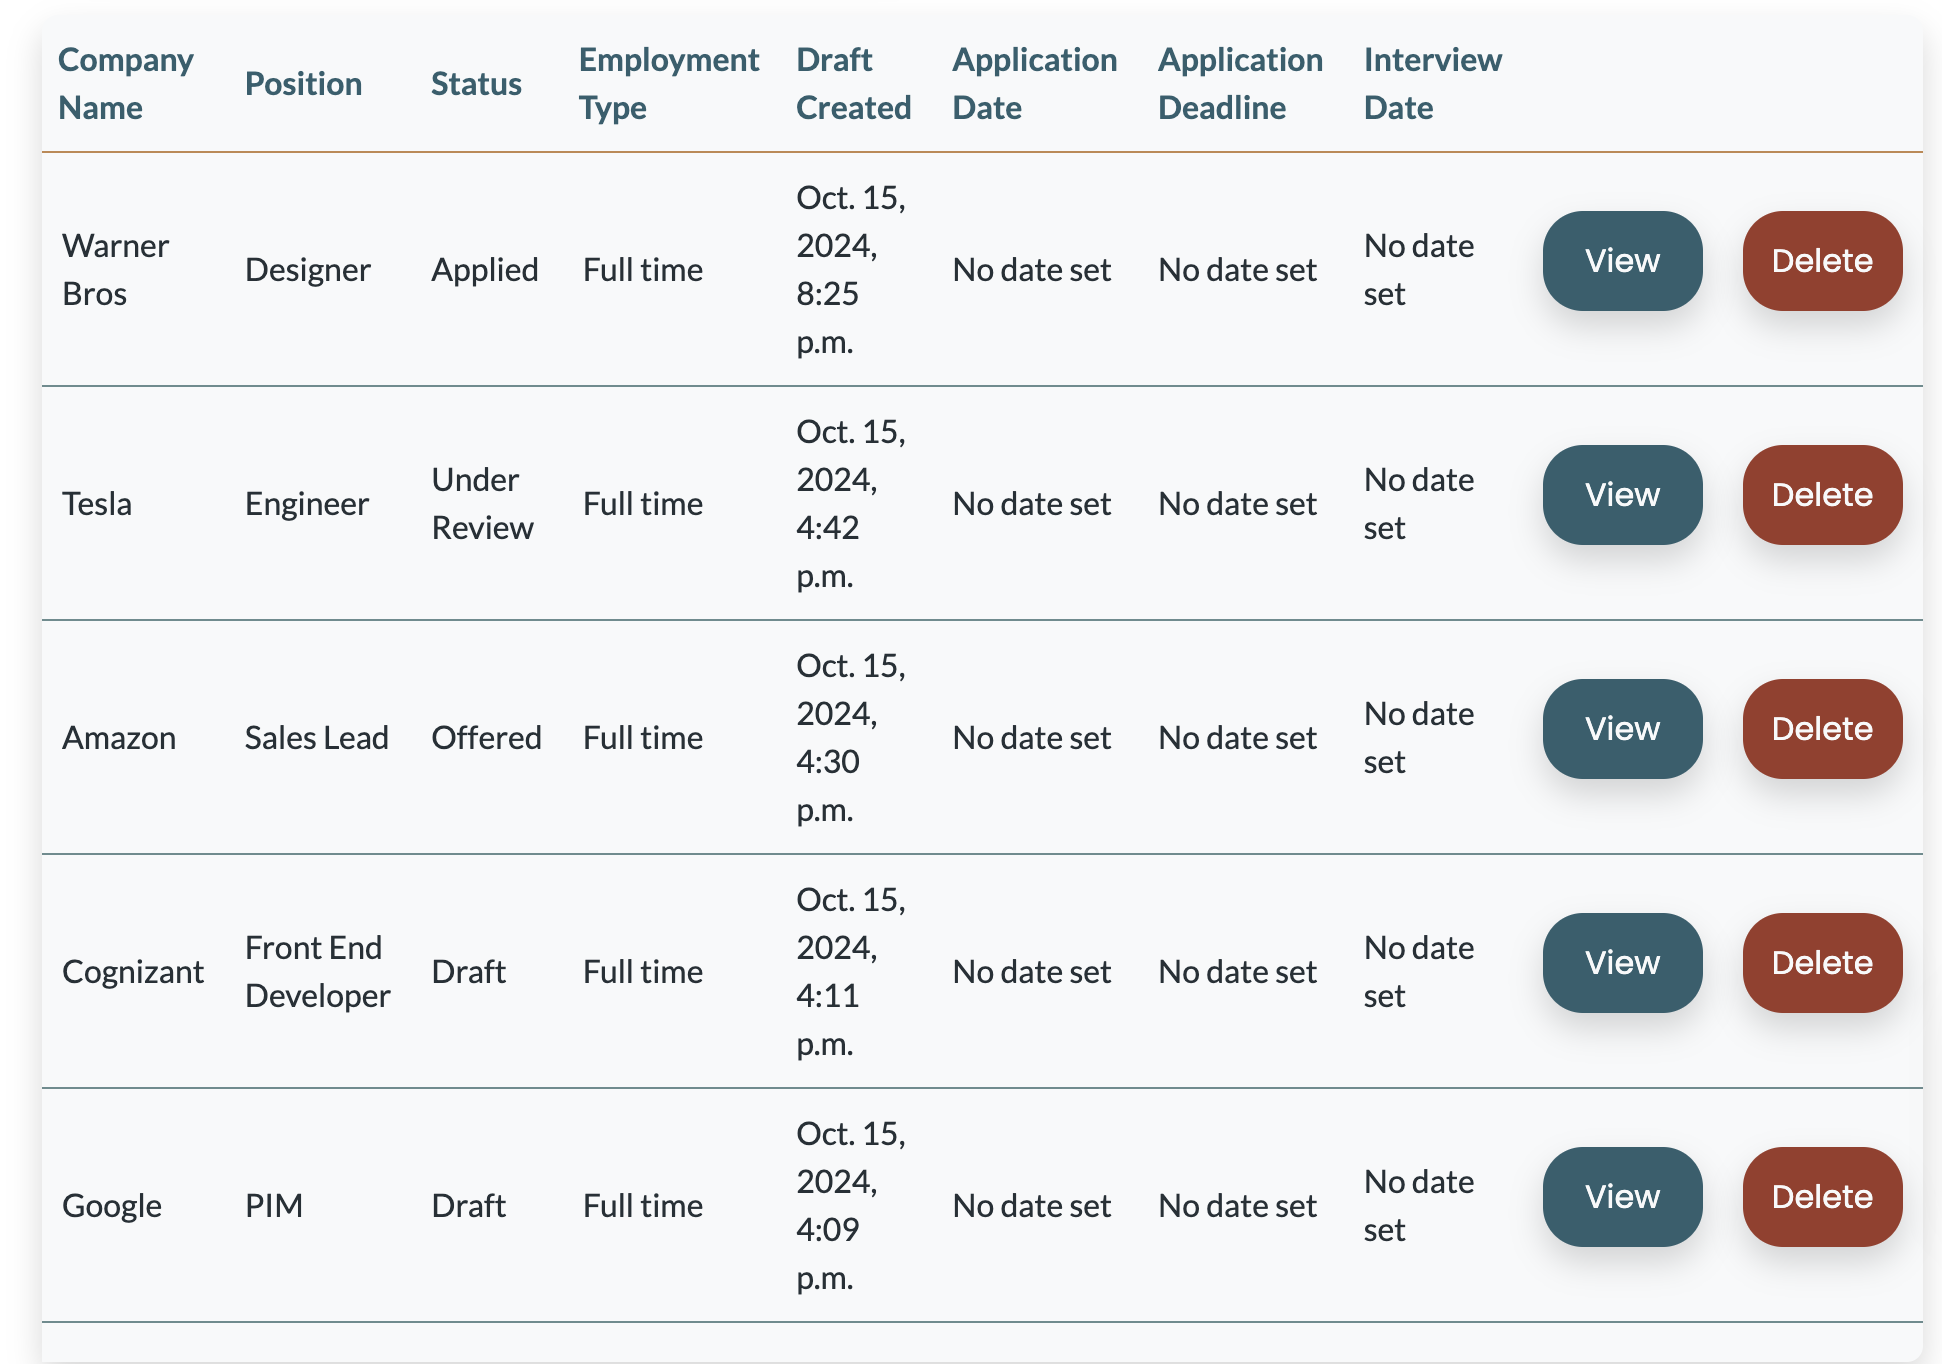 Company Name Position Status Employment Type Draft Created Application Date Application Deadline Interview Date
Warner Bros Designer Applied Full time Oct. 15, 2024, 8:25 p.m. No date set No date set No date set View Delete
Tesla Engineer Under Review Full time Oct. 15, 2024, 4:42 p.m. No date set No date set No date set View Delete
Amazon Sales Lead Offered Full time Oct. 15, 2024, 4:30 p.m. No date set No date set No date set View Delete
Cognizant Front End Developer Draft Full time Oct. 15, 2024, 4:11 p.m. No date set No date set No date set View Delete
Google PIM Draft Full time Oct. 15, 2024, 4:09 p.m. No date set No date set No date set View Delete